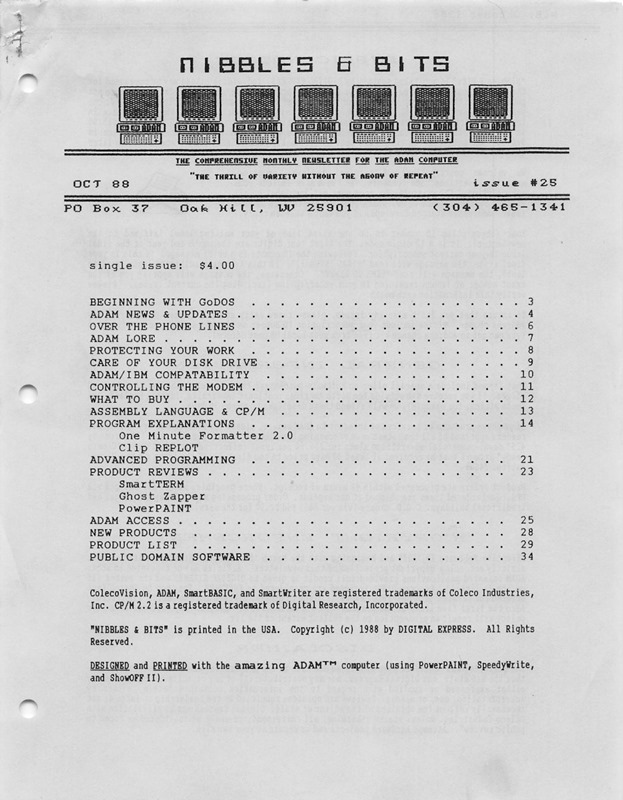 NIBBLES & BITS
ADAM ADAM ADAM ADAM ADAM ADAM ADAM
THE COMPREHENSIVE MONTHLY NEWSLETTER FOR THE ADAM COMPUTER
"THE THRILL OF VARIETY WITHOUT THE AGONY OF REPEAT"
OCT 88 issue #25
PO Box 37 Oak Hill, WV 25901 (304) 465-1341
single issue: $4.00
BEGINNING WITH GoDOS . . . . . . . . . . . . . . . . . . . 3
ADAM NEWS & UPDATES . . . . . . . . . . . . . . . . . . . 4
OVER THE PHONE LINES . . . . . . . . . . . . . . . . . . . 6
ADAM LORE . . . . . . . . . . . . . . . . . . . . . . . . . 7
PROTECTING YOUR WORK . . . . . . . . . . . . . . . . . . . 8
CARE OF YOUR DISK DRIVE . . . . . . . . . . . . . . . . . . 9
ADAM/IBM COMPATABILITY . . . . . . . . . . . . . . . . . . 10
CONTROLLING THE MODEM . . . . . . . . . . . . . . . . . . . 11
WHAT TO BUY . . . . . . . . . . . . . . . . . . . . . . . . 12
ASSEMBLY LANGUAGE & CP/M . . . . . . . . . . . . . . . . . 13
PROGRAM EXPLANATIONS . . . . . . . . . . . . . . . . . . . 14
One Minute Formatter 2.0
Clip REPLOT
ADVANCED PROGRAMMING . . . . . . . . . . . . . . . . . . . 21
PRODUCT REVIEWS . . . . . . . . . . . . . . . . . . . . . . 23
SmartTERM
Ghost Zapper
PowerPAINT
ADAM ACCESS . . . . . . . . . . . . . . . . . . . . . . . . 25
NEW PRODUCTS . . . . . . . . . . . . . . . . . . . . . . . 28
PRODUCT LIST . . . . . . . . . . . . . . . . . . . . . . . 29
PUBLIC DOMAIN SOFTWARE . . . . . . . . . . . . . . . . . . 34
ColecoVision, ADAM, SmartBASIC, and SmartWriter are registered trademarks of Coleco Industries,
Inc. CP/M 2.2 is a registered trademark of Digital Research, Incorporated.
"NIBBLES & BITS" is printed in the USA. Copyright (c) 1988 by DIGITAL EXPRESS. All Rights
Reserved.
DESIGNED and PRINTED with the amazing ADAM™ computer (using PowerPAINT, SpeedyWrite,
and ShowOFF II).